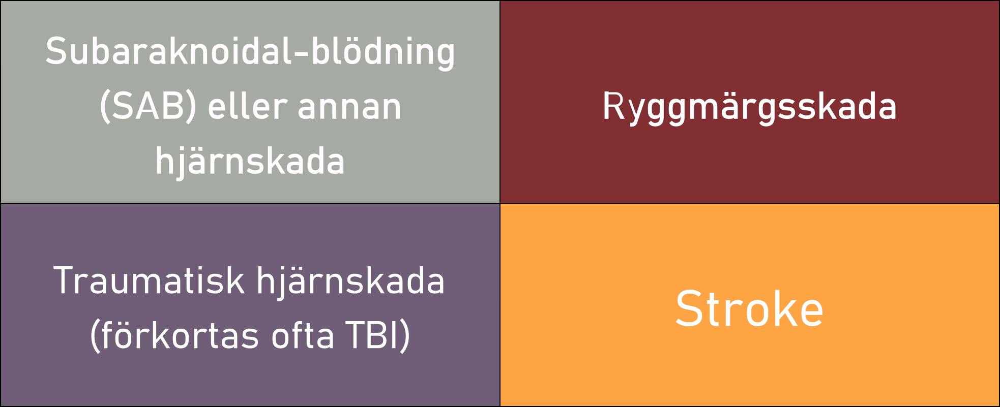 Subaraknoidal-blödning
(SAB) eller annan
hjärnskada
Ryggmärgsskada
Traumatisk hjärnskada
(förkortas ofta TBI)
Stroke